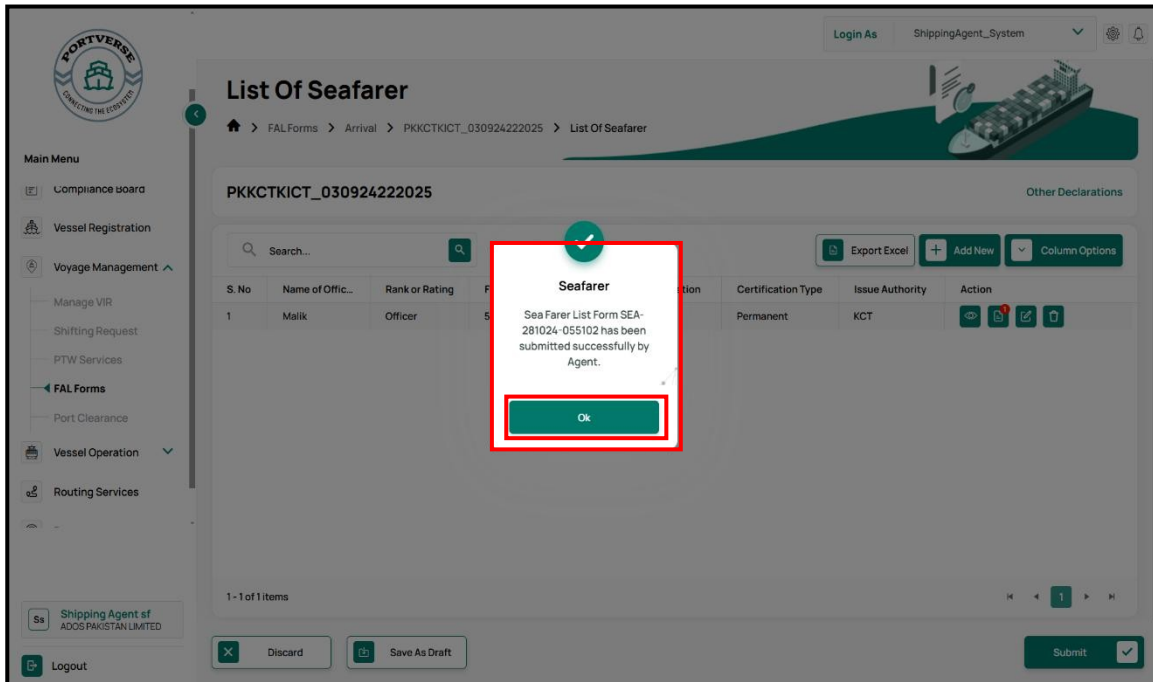 PORTVERSE
CONNECTING THE ECOSYSTEM
Login As ShippingAgent_System
List Of Seafarer
FAL Forms > Arrival > PKKCTKICT_030924222025 > List Of Seafarer
Main Menu
Compliance Board
Vessel Registration
Voyage Management
Manage VIR
Shifting Request
PTW Services
FAL Forms
Port Clearance
Vessel Operation
Routing Services
Ss Shipping Agent sf
ADOS PAKISTAN LIMITED
Logout
PKKCTKICT_030924222025
Other Declarations
Search...
Export Excel
Add New
Column Options
S. No Name of Offic... Rank or Rating Certification Type Issue Authority Action
1 Malik Officer 5 Permanent KCT 1
Seafarer
Sea Farer List Form SEA-
281024-055102 has been
submitted successfully by
Agent.
Ok
1 - 1 of 1 items
1
Discard
Save As Draft
Submit